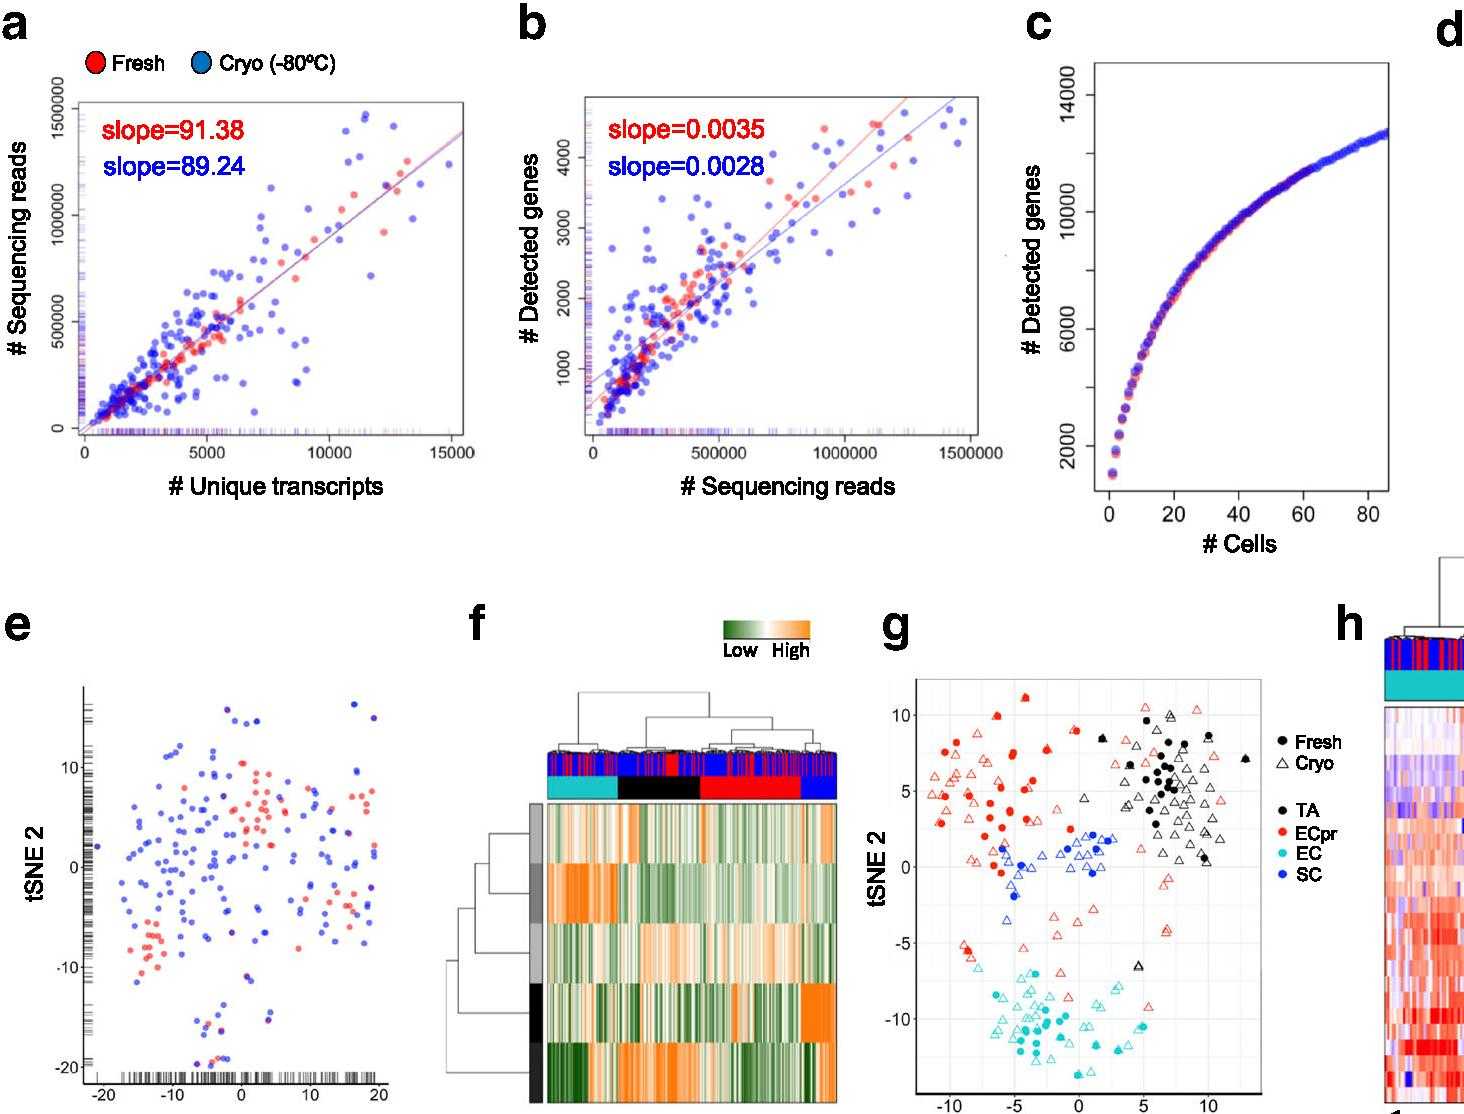 a
b
c
d
Fresh Cryo (-80ºC)
slope=91.38
slope=89.24
# Sequencing reads
0 500000 1000000 1500000
0 5000 10000 15000
# Unique transcripts
slope=0.0035
slope=0.0028
# Detected genes
1000 2000 3000 4000
0 500000 1000000 1500000
# Sequencing reads
# Detected genes
2000 6000 10000 14000
0 20 40 60 80
# Cells
e
f
g
h
tSNE 2
10
0
-10
-20
-20 -10 0 10 20
Low High
tSNE 2
10
5
0
-5
-10
-10 -5 0 5 10
Fresh
Cryo
TA
ECpr
EC
SC